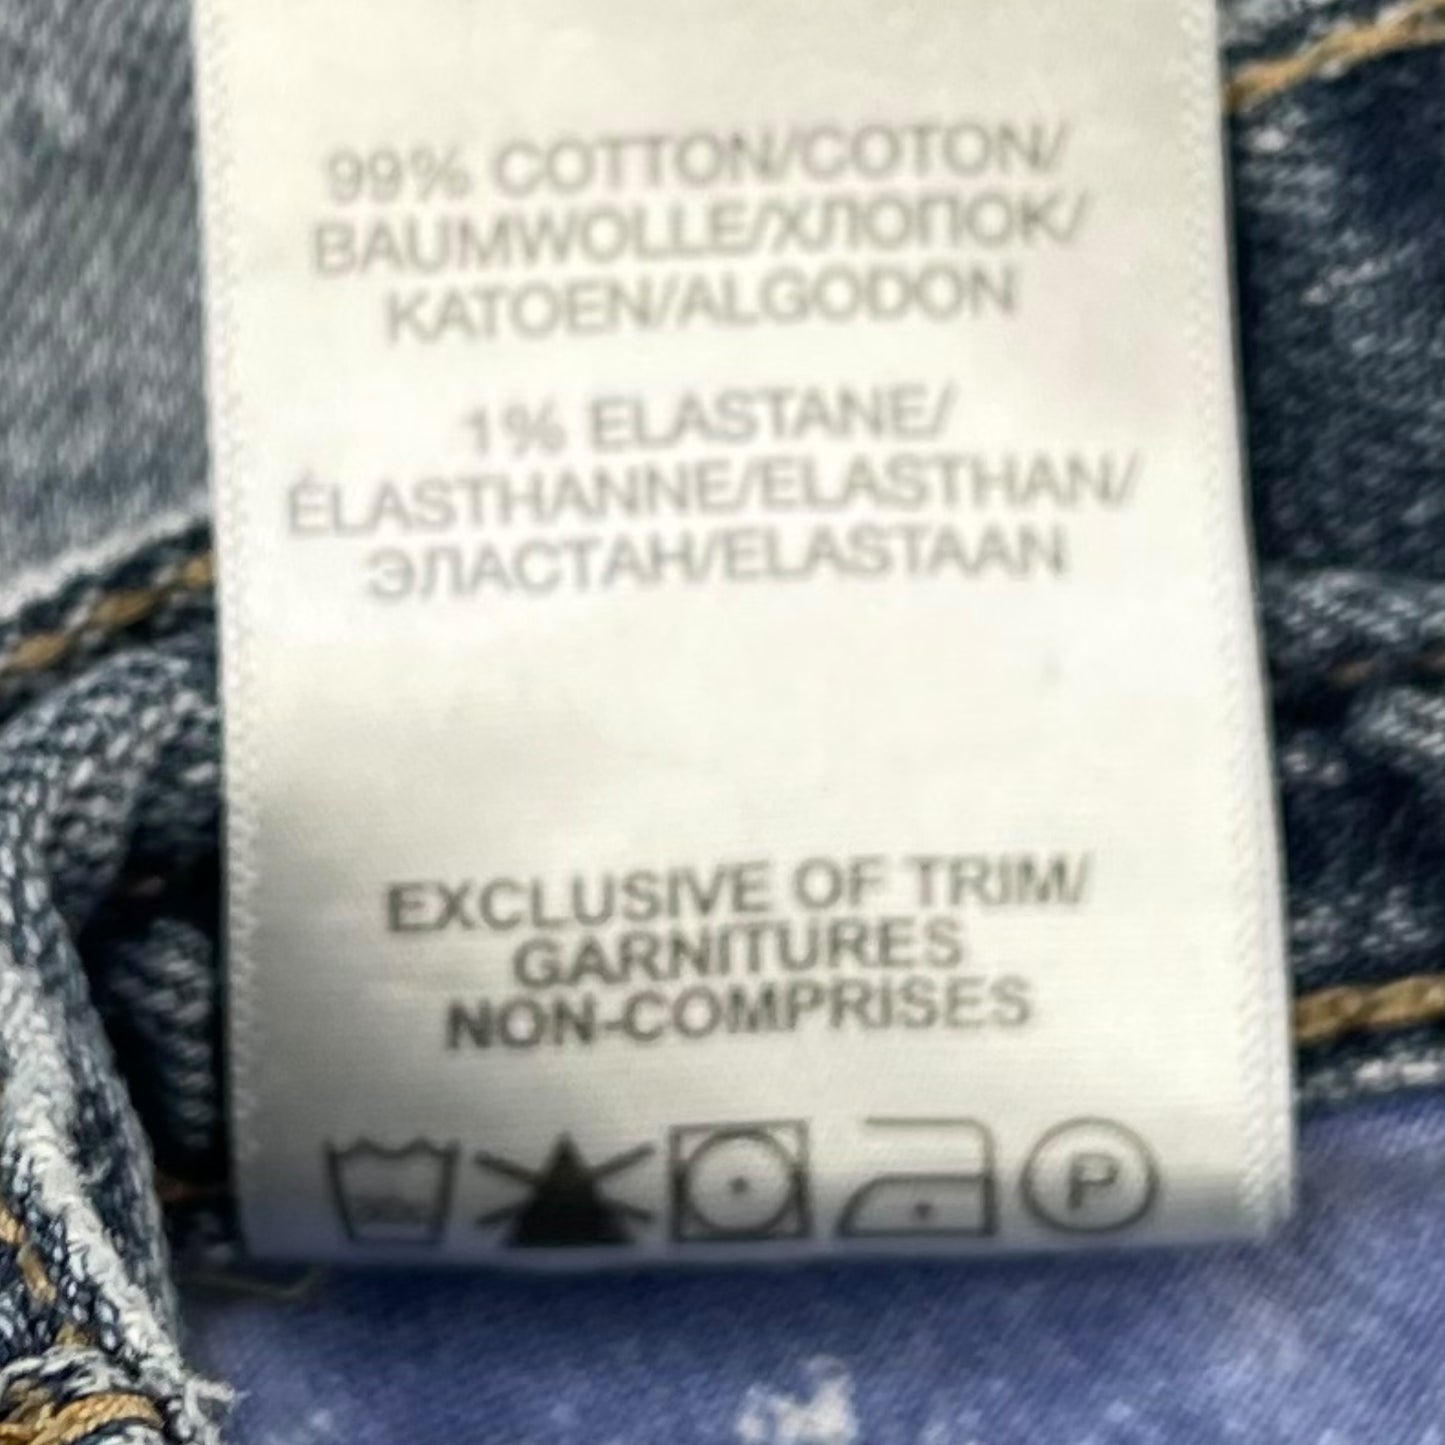 99% COTTON/COTON/
BAUMWOLLE/ХЛОПОК/
KATOEN/ALGODON
1% ELASTANE/
ÉLASTHANNE/ELASTHAN/
ЭЛАСТАН/ELASTAAN
EXCLUSIVE OF TRIM/
GARNITURES
NON-COMPRISES
P